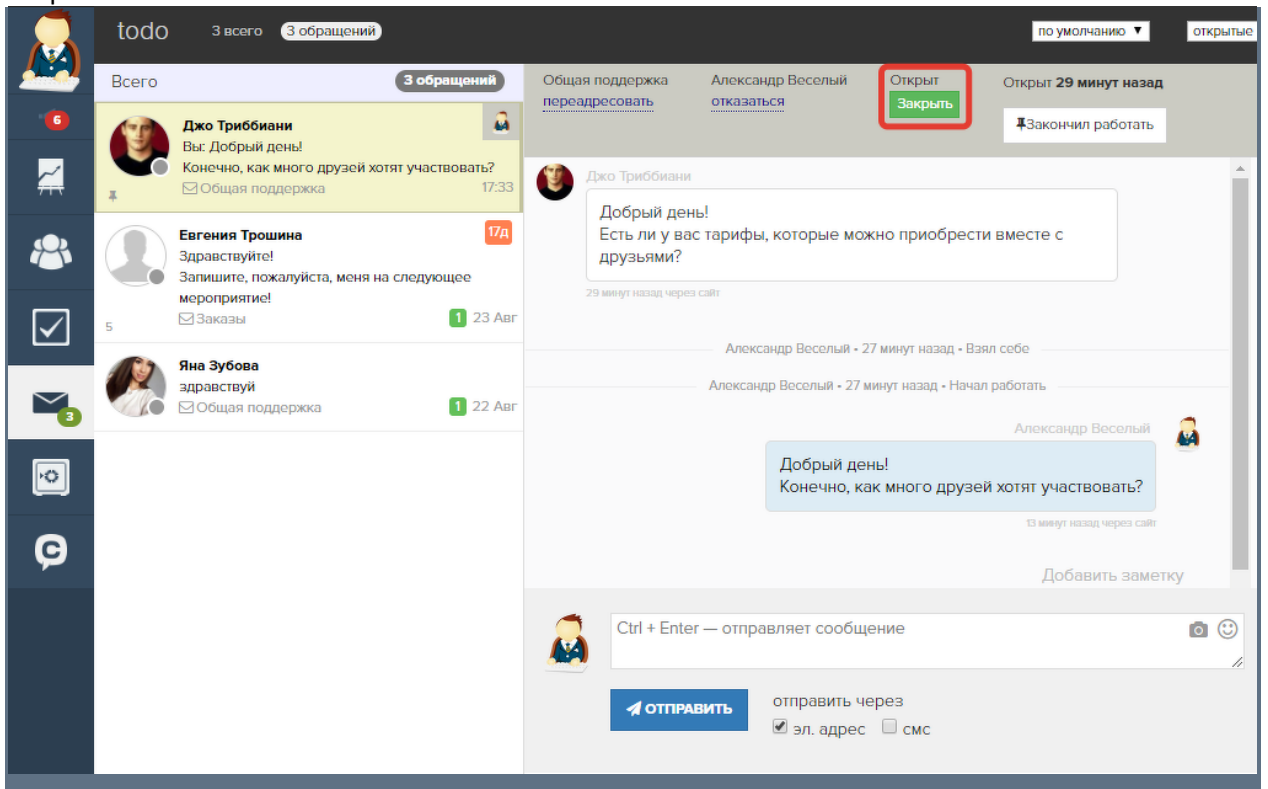 todo 3 всего 3 обращений по умолчанию ▼ открытые
6
3
Всего 3 обращений
Джо Триббиани
Вы: Добрый день!
Конечно, как много друзей хотят участвовать?
Общая поддержка 17:33
Евгения Трошина 17д
Здравствуйте!
Запишите, пожалуйста, меня на следующее
мероприятие!
5 Заказы 1 23 Авг
Яна Зубова
здравствуй
Общая поддержка 1 22 Авг
Общая поддержка Александр Веселый Открыт Открыт 29 минут назад
переадресовать отказаться Закрыть
Закончил работать
Джо Триббиани
Добрый день!
Есть ли у вас тарифы, которые можно приобрести вместе с
друзьями?
29 минут назад через сайт
Александр Веселый • 27 минут назад • Взял себе
Александр Веселый • 27 минут назад • Начал работать
Александр Веселый
Добрый день!
Конечно, как много друзей хотят участвовать?
13 минут назад через сайт
Добавить заметку
Ctrl + Enter — отправляет сообщение
ОТПРАВИТЬ
отправить через
эл. адрес смс